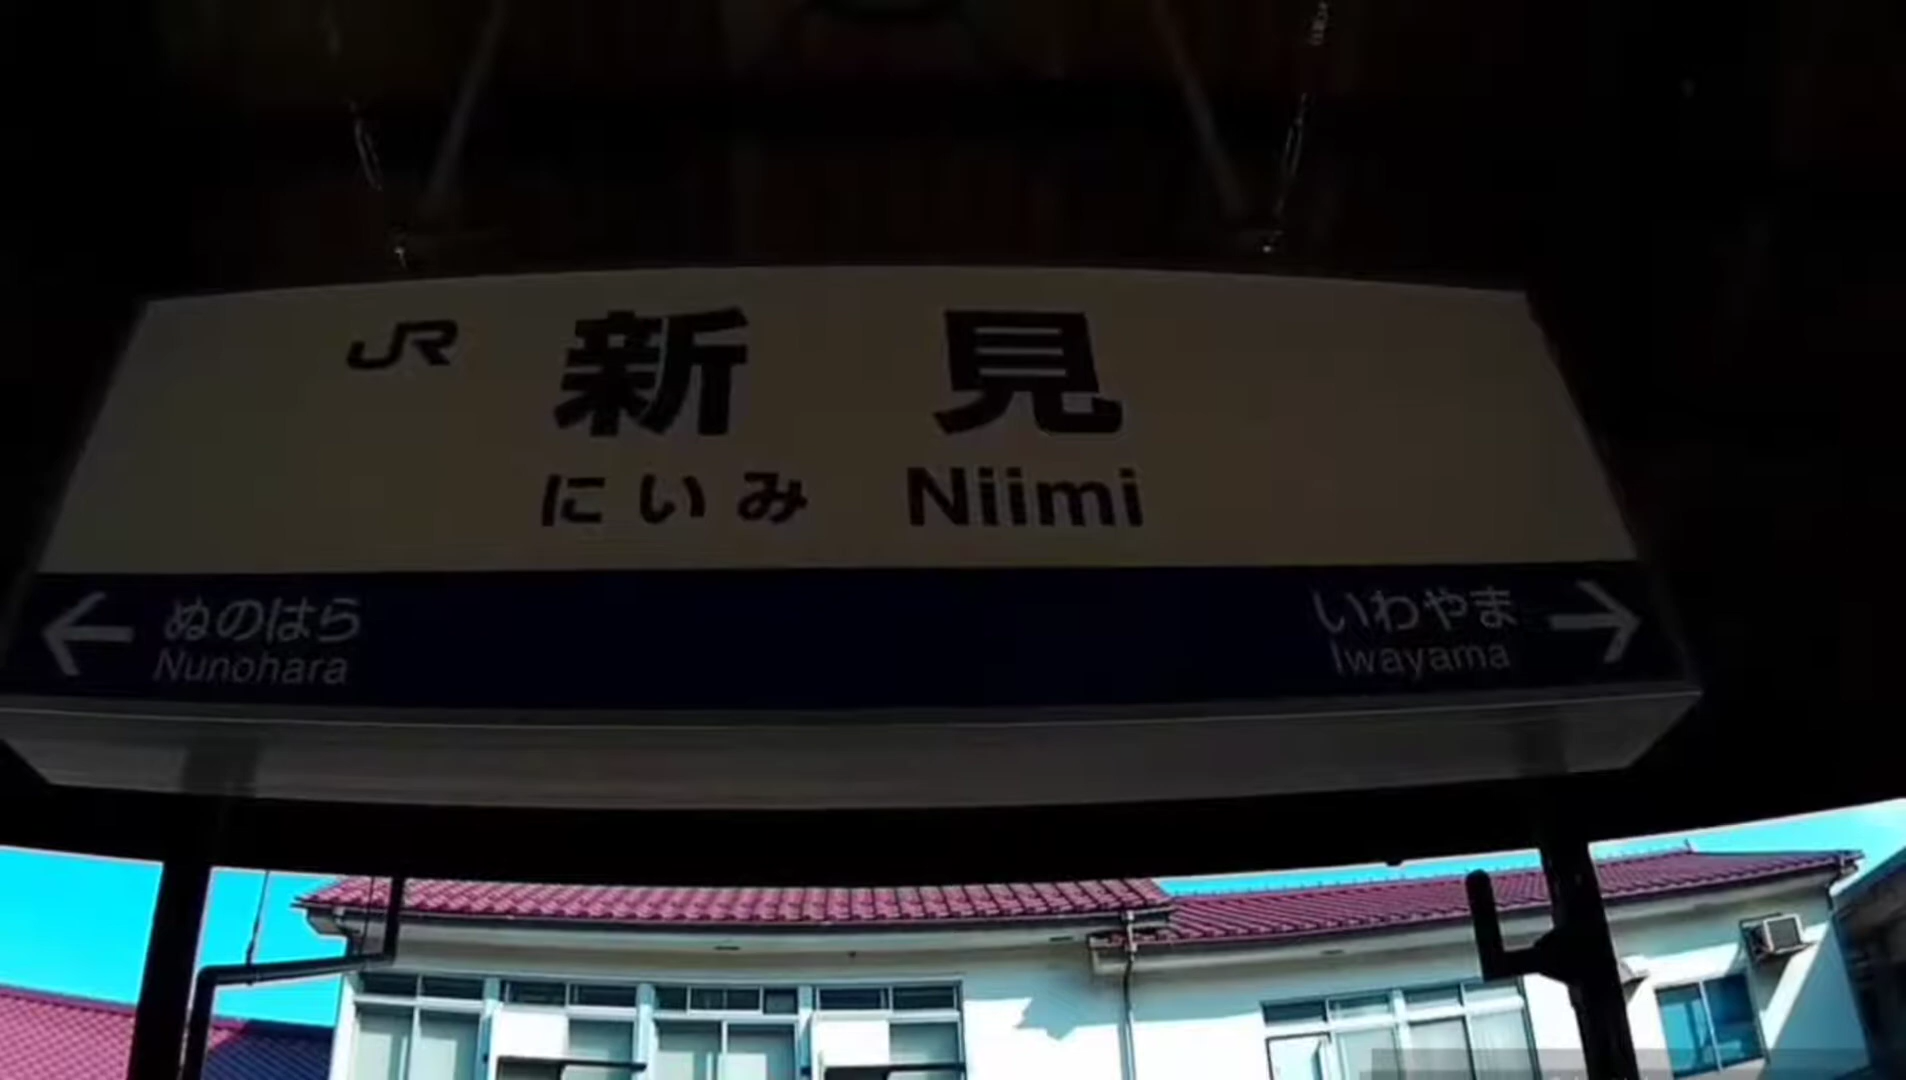 JR 新見
にいみ Niimi
← ぬのはら
Nunohara
いわやま →
Iwayama